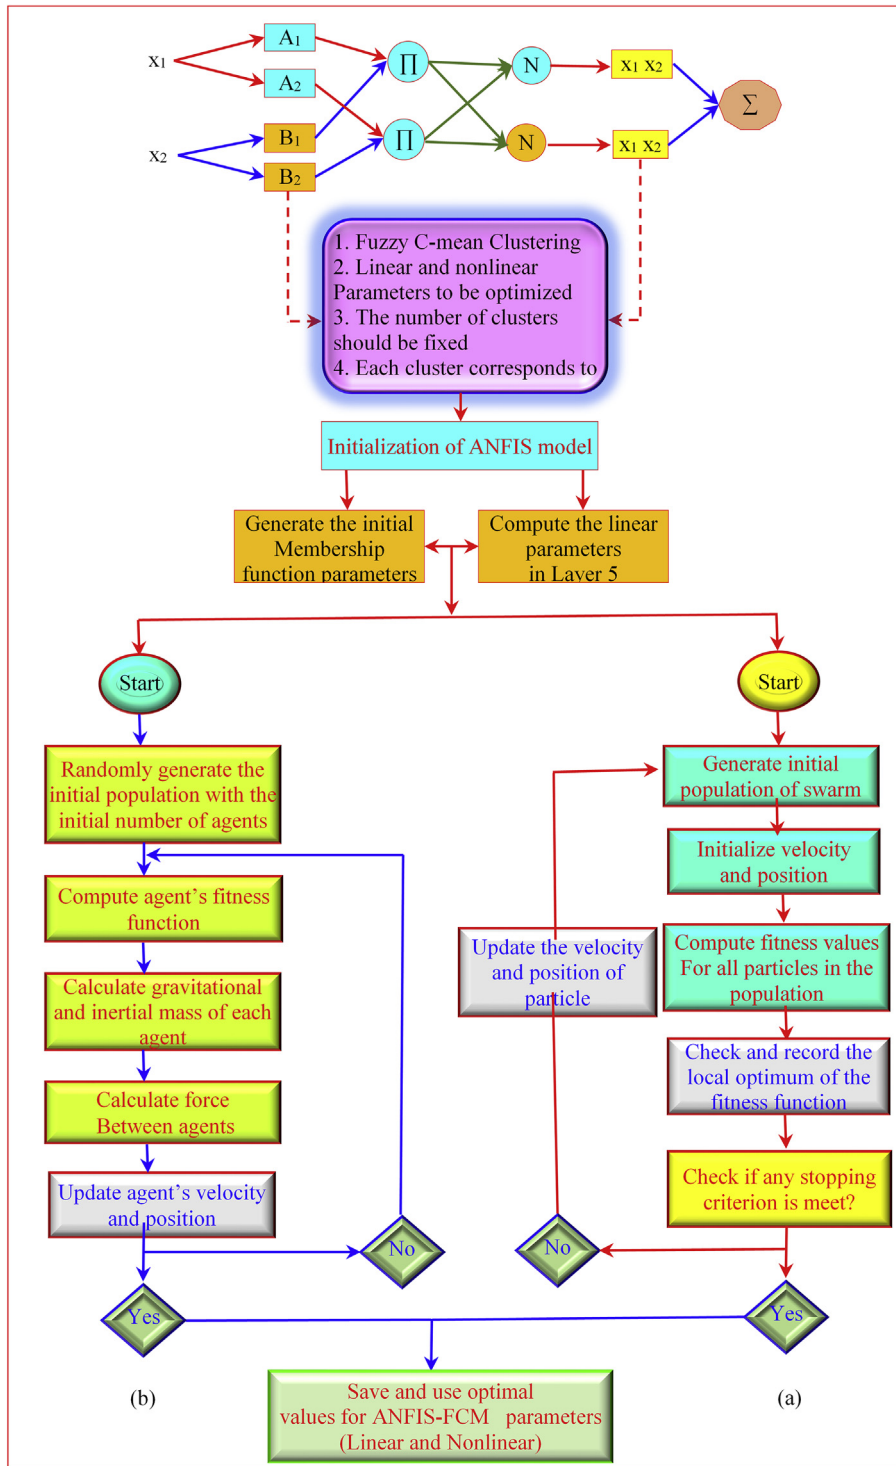 x1
A1
A2
x2
B1
B2
∏
∏
N
N
x1 x2
x1 x2
∑
1. Fuzzy C-mean Clustering
2. Linear and nonlinear
Parameters to be optimized
3. The number of clusters
should be fixed
4. Each cluster corresponds to
Initialization of ANFIS model
Generate the initial
Membership
function parameters
Compute the linear
parameters
in Layer 5
Start
Randomly generate the
initial population with the
initial number of agents
Compute agent's fitness
function
Calculate gravitational
and inertial mass of each
agent
Calculate force
Between agents
Update agent's velocity
and position
No
Yes
(b)
Start
Generate initial
population of swarm
Initialize velocity
and position
Compute fitness values
For all particles in the
population
Check and record the
local optimum of the
fitness function
Check if any stopping
criterion is meet?
Update the velocity
and position of
particle
No
Yes
(a)
Save and use optimal
values for ANFIS-FCM parameters
(Linear and Nonlinear)